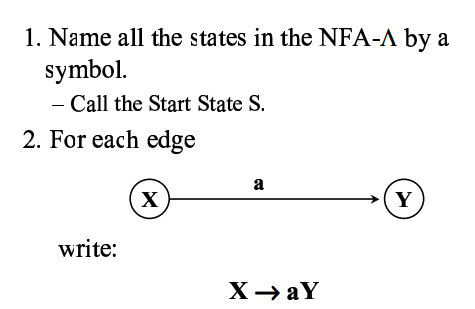 1. Name all the states in the NFA-Λ by a
symbol.
– Call the Start State S.
2. For each edge
a
X Y
write:
X → aY